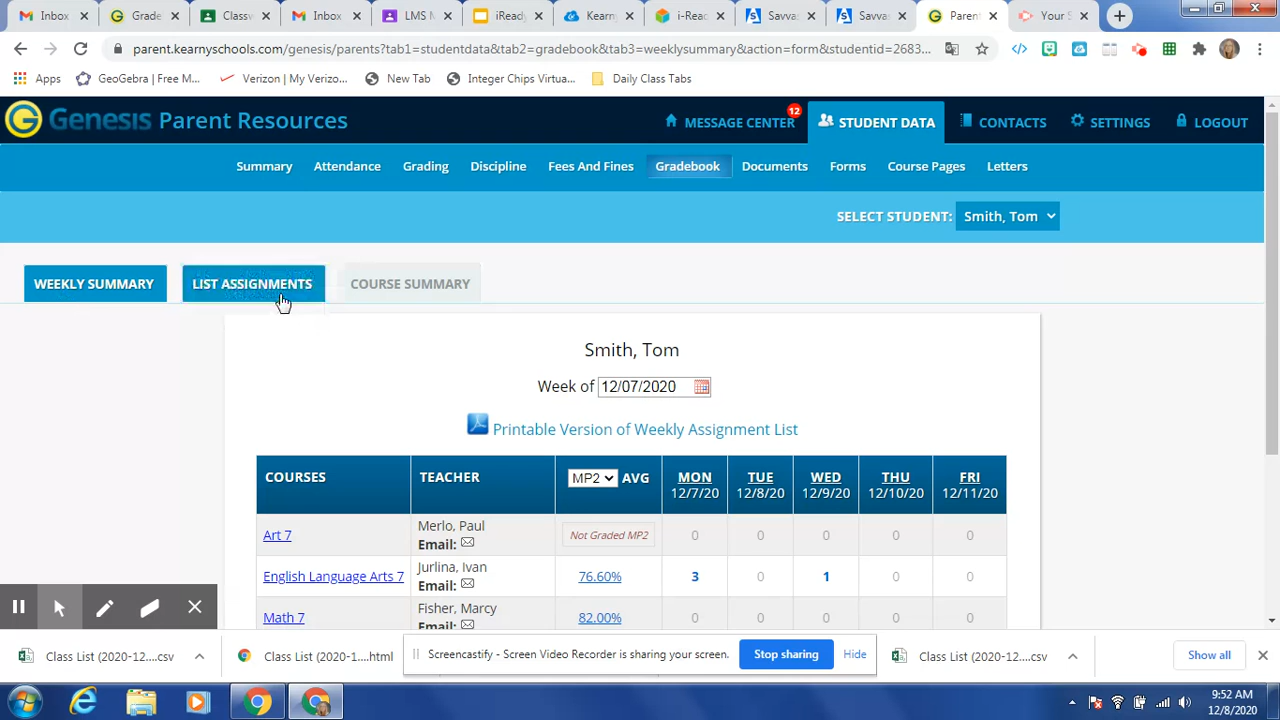 Inbox
Grade
Classw
Inbox
LMS M
iReady
Kearny
i-Rea
Savvas
Savvas
Paren
Your S
parent.kearnyschools.com/genesis/parents?tab1=studentdata&tab2=gradebook&tab3=weeklysummary&action=form&studentid=2683...
Apps
GeoGebra | Free M...
Verizon | My Verizo...
New Tab
Integer Chips Virtua...
Daily Class Tabs
Genesis Parent Resources
MESSAGE CENTER 12
STUDENT DATA
CONTACTS
SETTINGS
LOGOUT
Summary
Attendance
Grading
Discipline
Fees And Fines
Gradebook
Documents
Forms
Course Pages
Letters
SELECT STUDENT: Smith, Tom
WEEKLY SUMMARY
LIST ASSIGNMENTS
COURSE SUMMARY
Smith, Tom
Week of 12/07/2020
Printable Version of Weekly Assignment List
COURSES TEACHER MP2 AVG MON 12/7/20 TUE 12/8/20 WED 12/9/20 THU 12/10/20 FRI 12/11/20
Art 7 Merlo, Paul Email: Not Graded MP2 0 0 0 0 0
English Language Arts 7 Jurlina, Ivan Email: 76.60% 3 0 1 0 0
Math 7 Fisher, Marcy Email: 82.00% 0 0 0 0 0
Class List (2020-12....csv
Class List (2020-1....html
Screencastify - Screen Video Recorder is sharing your screen.
Stop sharing
Hide
Class List (2020-12....csv
Show all
9:52 AM
12/8/2020